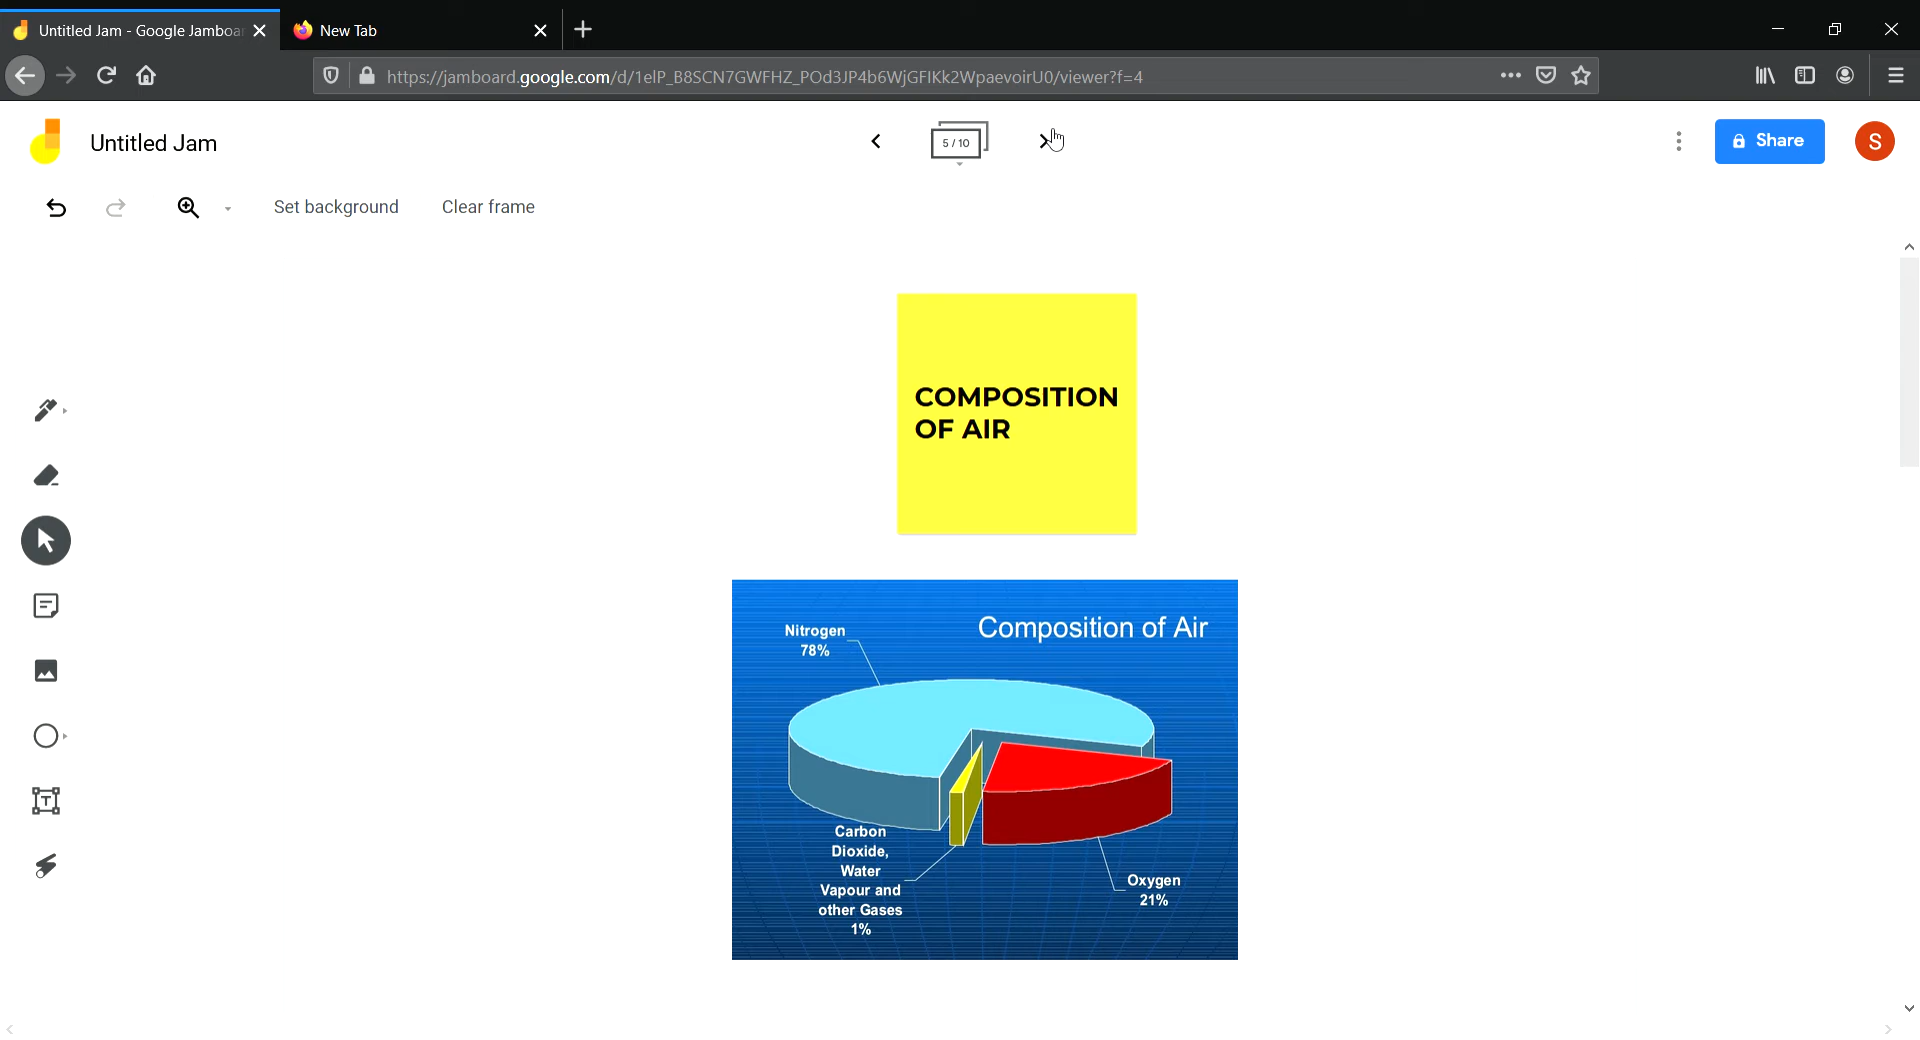 Untitled Jam - Google Jamboar
New Tab
https://jamboard.google.com/d/1elP_B8SCN7GWFHZ_POd3JP4b6WjGFIKk2WpaevoirU0/viewer?f=4
Untitled Jam
5 / 10
Share
S
Set background
Clear frame
COMPOSITION
OF AIR
Composition of Air
Nitrogen
78%
Carbon
Dioxide,
Water
Vapour and
other Gases
1%
Oxygen
21%